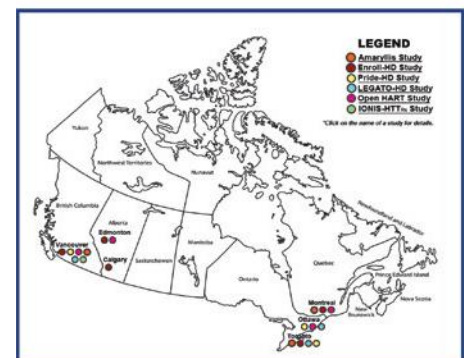 LEGEND
Amaryllis Study
Enroll-HD Study
Pride-HD Study
LEGATO-HD Study
Open HART Study
IONIS-HTTRx Study
*Click on the name of a study for details.
Yukon
Northwest Territories
Nunavut
British Columbia
Alberta
Edmonton
Vancouver
Calgary
Saskatchewan
Manitoba
Ontario
Quebec
Newfoundland and Labrador
Prince Edward Island
Nova Scotia
New Brunswick
Montreal
Ottawa
Toronto